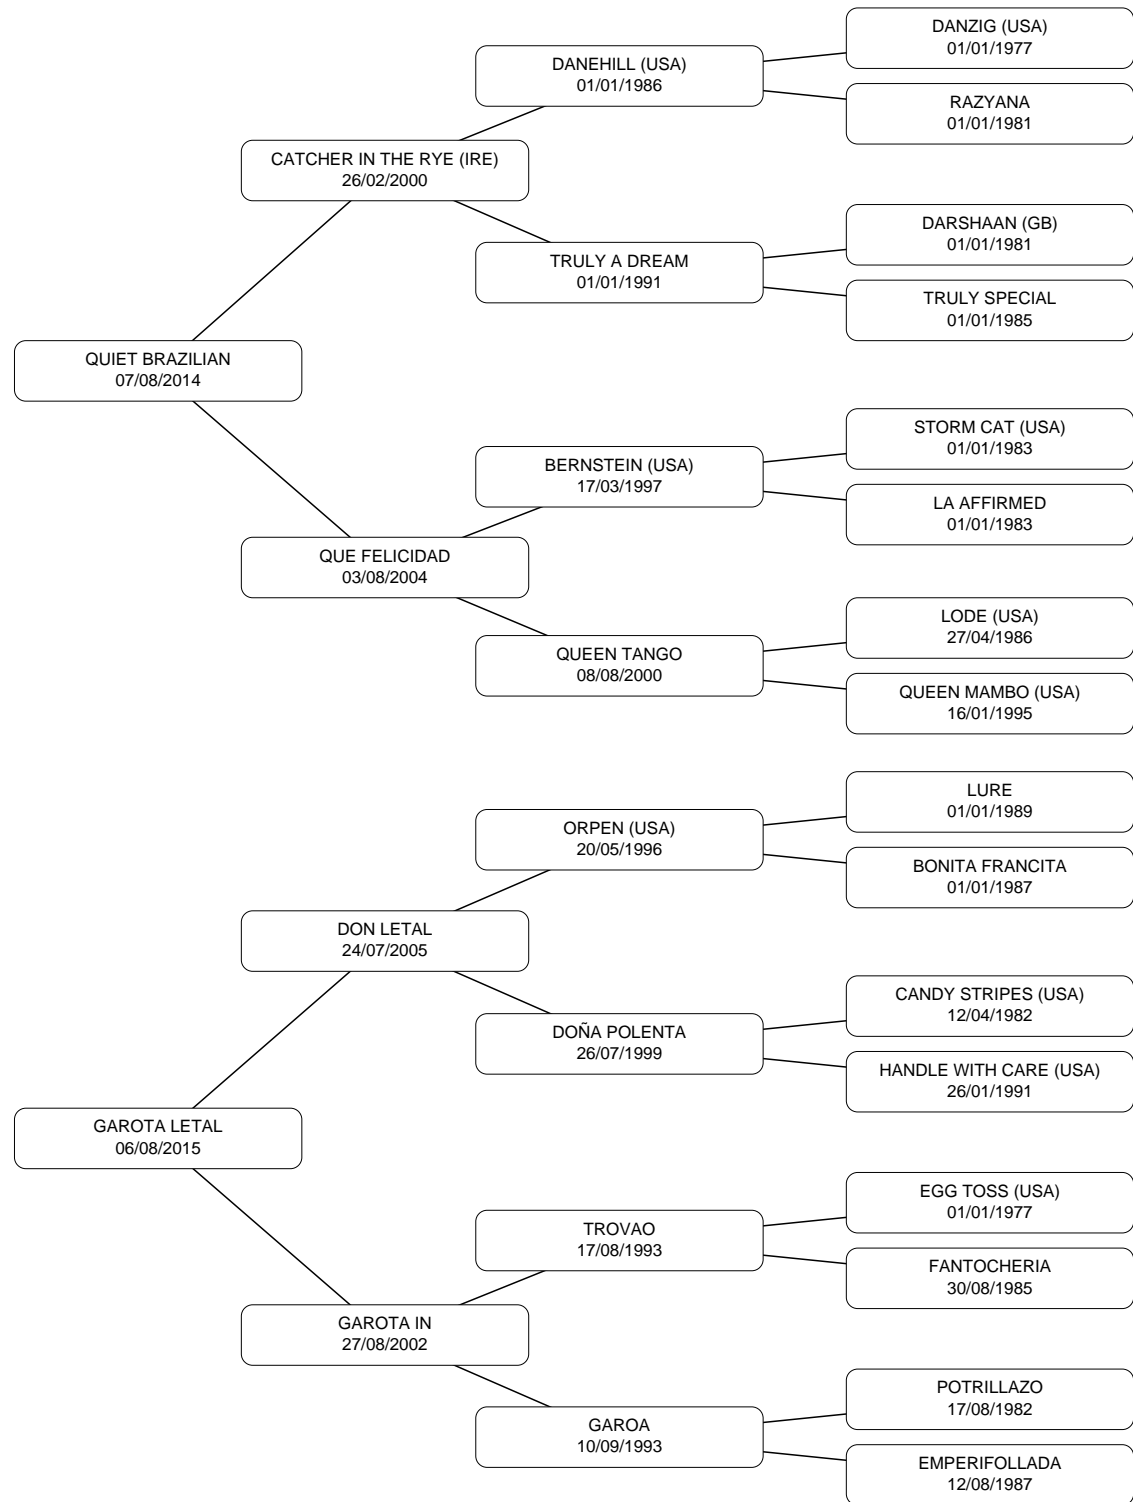 DANZIG (USA)
01/01/1977
DANEHILL (USA)
01/01/1986
RAZYANA
01/01/1981
CATCHER IN THE RYE (IRE)
26/02/2000
DARSHAAN (GB)
01/01/1981
TRULY A DREAM
01/01/1991
TRULY SPECIAL
01/01/1985
QUIET BRAZILIAN
07/08/2014
STORM CAT (USA)
01/01/1983
BERNSTEIN (USA)
17/03/1997
LA AFFIRMED
01/01/1983
QUE FELICIDAD
03/08/2004
LODE (USA)
27/04/1986
QUEEN TANGO
08/08/2000
QUEEN MAMBO (USA)
16/01/1995
LURE
01/01/1989
ORPEN (USA)
20/05/1996
BONITA FRANCITA
01/01/1987
DON LETAL
24/07/2005
CANDY STRIPES (USA)
12/04/1982
DOÑA POLENTA
26/07/1999
HANDLE WITH CARE (USA)
26/01/1991
GAROTA LETAL
06/08/2015
EGG TOSS (USA)
01/01/1977
TROVAO
17/08/1993
FANTOCHERIA
30/08/1985
GAROTA IN
27/08/2002
POTRILLAZO
17/08/1982
GAROA
10/09/1993
EMPERIFOLLADA
12/08/1987